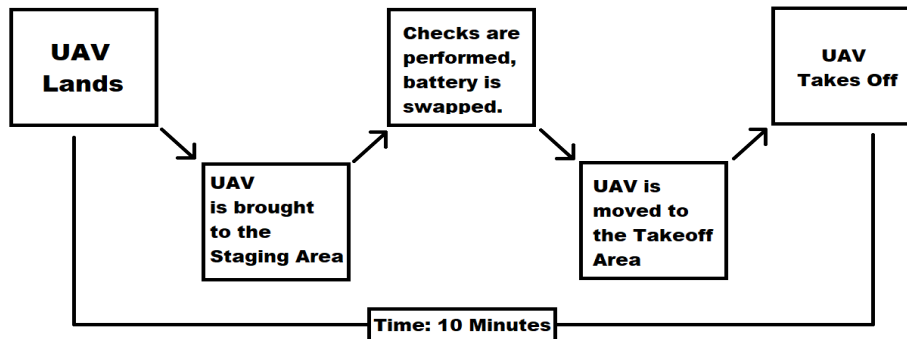 UAV
Lands
UAV
is brought
to the
Staging Area
Checks are
performed,
battery is
swapped.
UAV is
moved to
the Takeoff
Area
UAV
Takes Off
Time: 10 Minutes